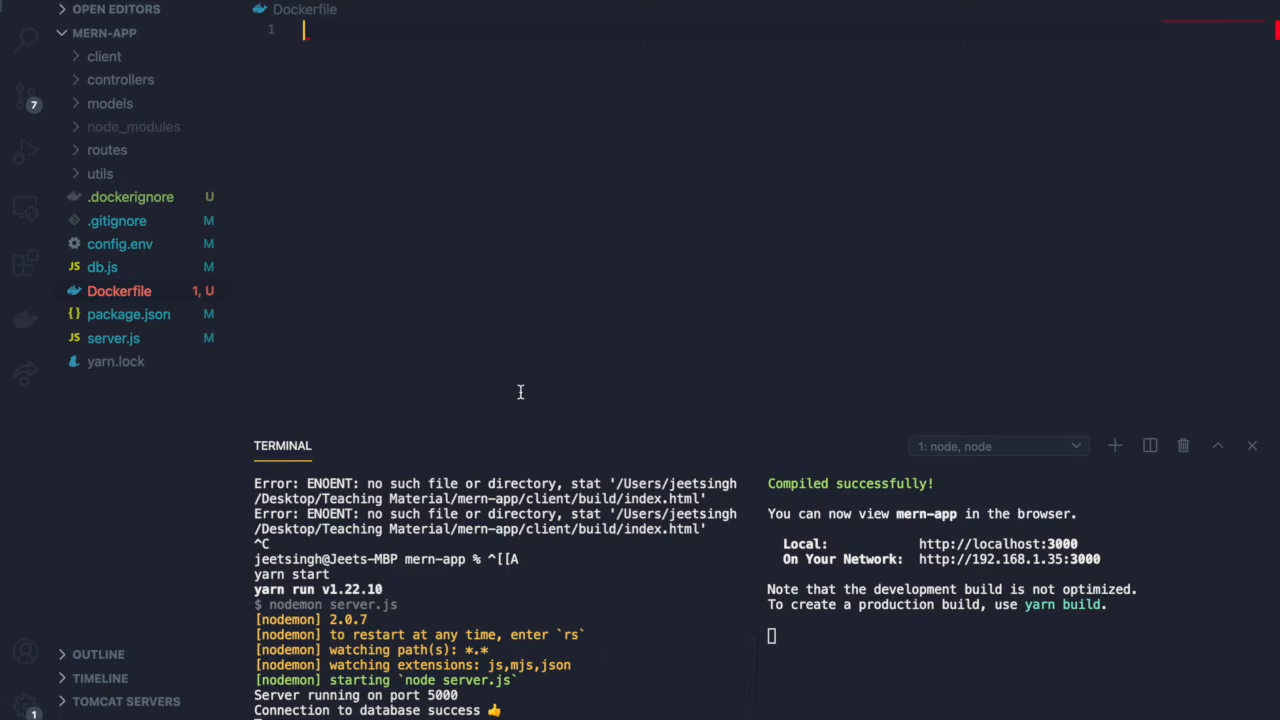 OPEN EDITORS
MERN-APP
client
controllers
models
node_modules
routes
utils
.dockerignore U
.gitignore M
config.env M
JS db.js M
Dockerfile 1, U
{} package.json M
JS server.js M
yarn.lock
OUTLINE
TIMELINE
TOMCAT SERVERS
7
1
Dockerfile
1
TERMINAL
1: node, node
Error: ENOENT: no such file or directory, stat '/Users/jeetsingh
/Desktop/Teaching Material/mern-app/client/build/index.html'
Error: ENOENT: no such file or directory, stat '/Users/jeetsingh
/Desktop/Teaching Material/mern-app/client/build/index.html'
^C
jeetsingh@Jeets-MBP mern-app % ^[[A
yarn start
yarn run v1.22.10
$ nodemon server.js
[nodemon] 2.0.7
[nodemon] to restart at any time, enter `rs`
[nodemon] watching path(s): *.*
[nodemon] watching extensions: js,mjs,json
[nodemon] starting `node server.js`
Server running on port 5000
Connection to database success 👍
Compiled successfully!
You can now view mern-app in the browser.
Local: http://localhost:3000
On Your Network: http://192.168.1.35:3000
Note that the development build is not optimized.
To create a production build, use yarn build.